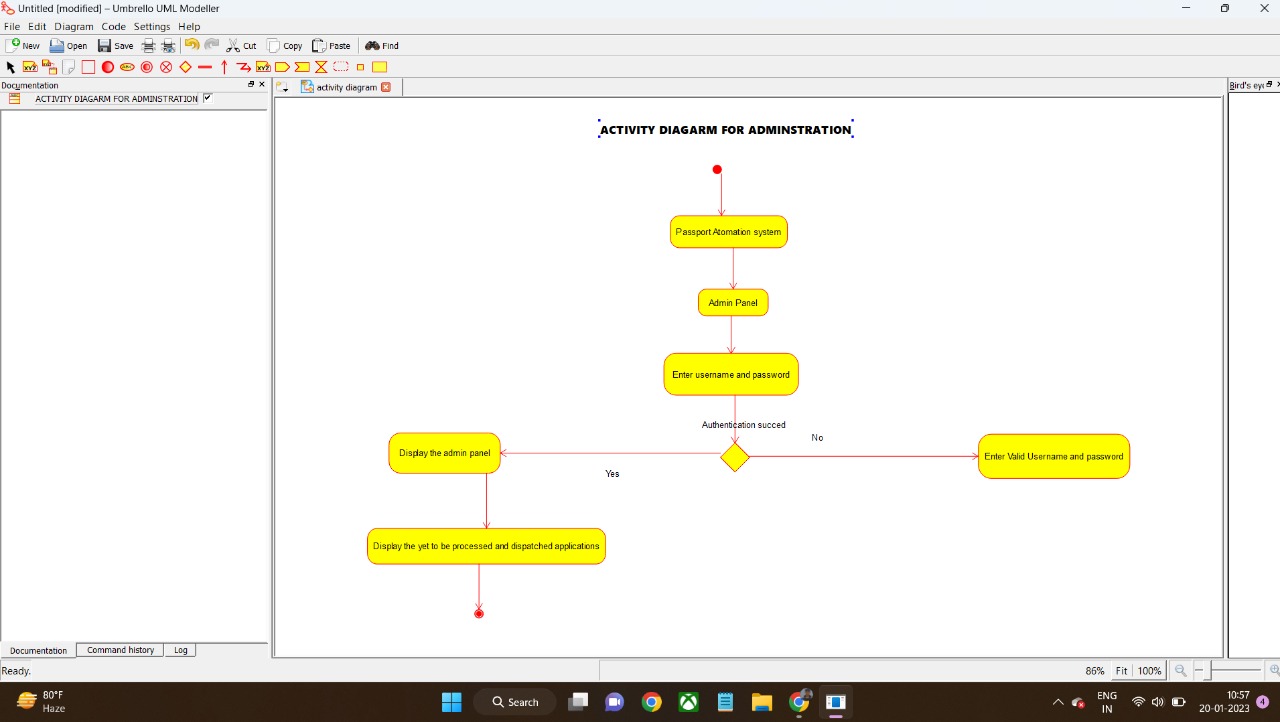 Untitled [modified] – Umbrello UML Modeller
File Edit Diagram Code Settings Help
New Open Save Cut Copy Paste Find
Documentation
ACTIVITY DIAGARM FOR ADMINSTRATION
activity diagram
Bird's ey
ACTIVITY DIAGARM FOR ADMINSTRATION
Passport Atomation system
Admin Panel
Enter username and password
Authentication succed
No
Display the admin panel
Enter Valid Username and password
Yes
Display the yet to be processed and dispatched applications
Documentation Command history Log
Ready.
86% Fit 100%
80°F
Haze
Search
ENG
IN
10:57
20-01-2023
4